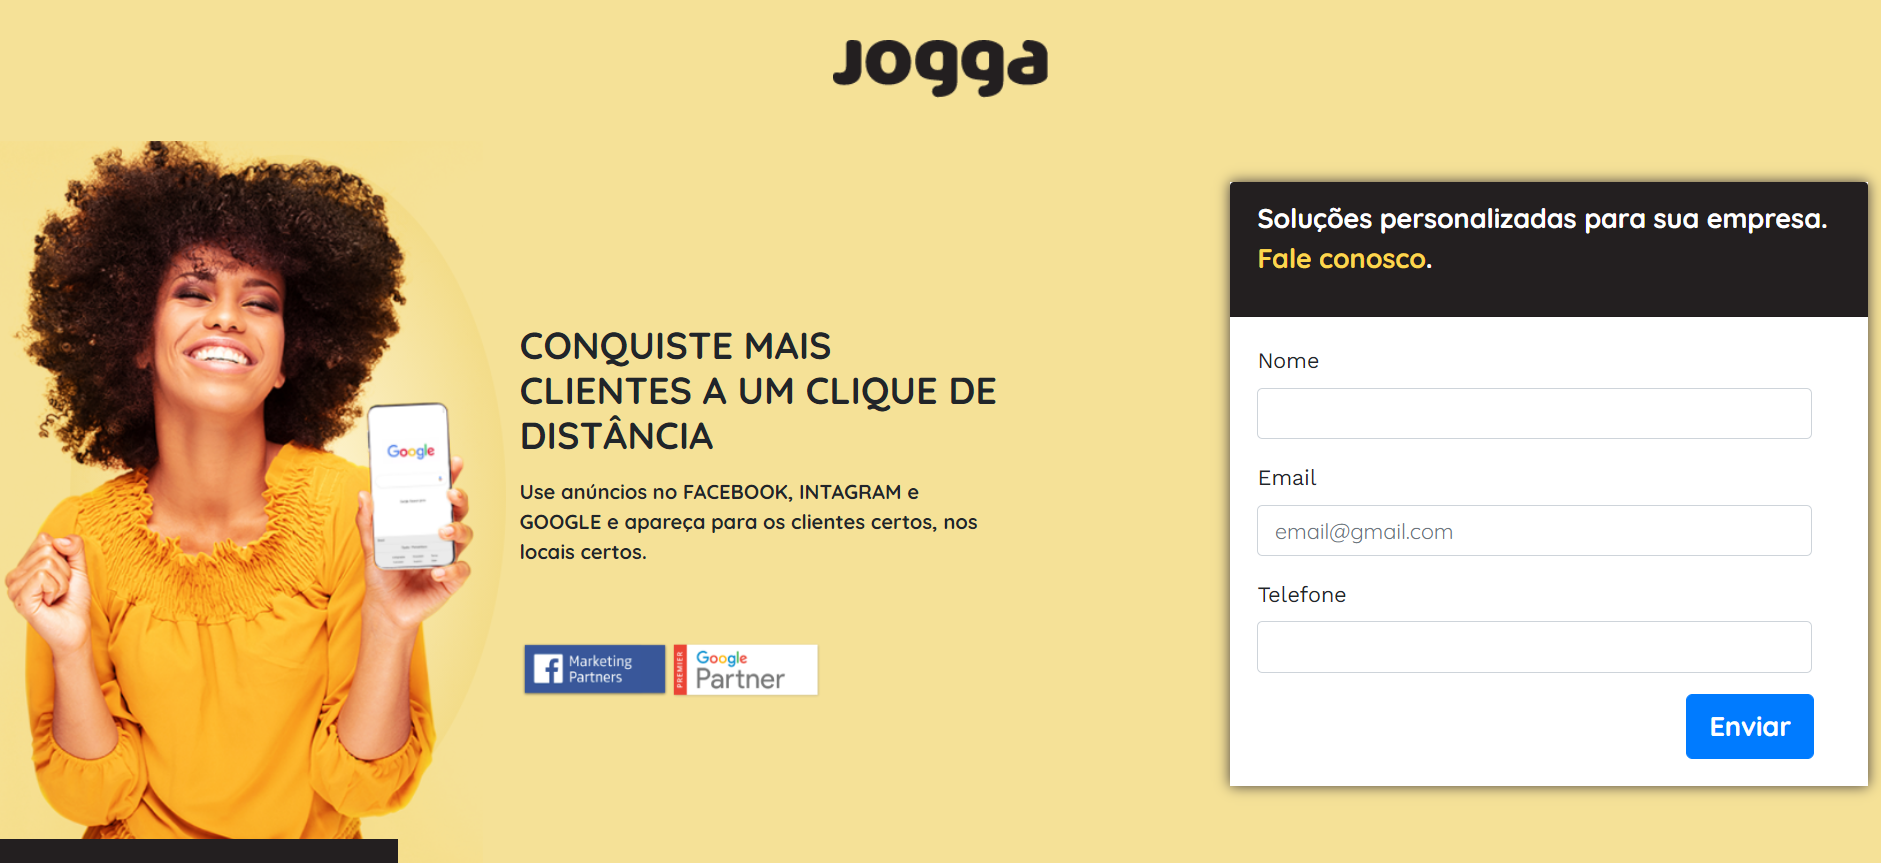 Jogga
CONQUISTE MAIS
CLIENTES A UM CLIQUE DE
DISTÂNCIA
Use anúncios no FACEBOOK, INTAGRAM e
GOOGLE e apareça para os clientes certos, nos
locais certos.
Google
f Marketing
Partners
PREMIER
Google
Partner
Soluções personalizadas para sua empresa.
Fale conosco.
Nome
Email
email@gmail.com
Telefone
Enviar